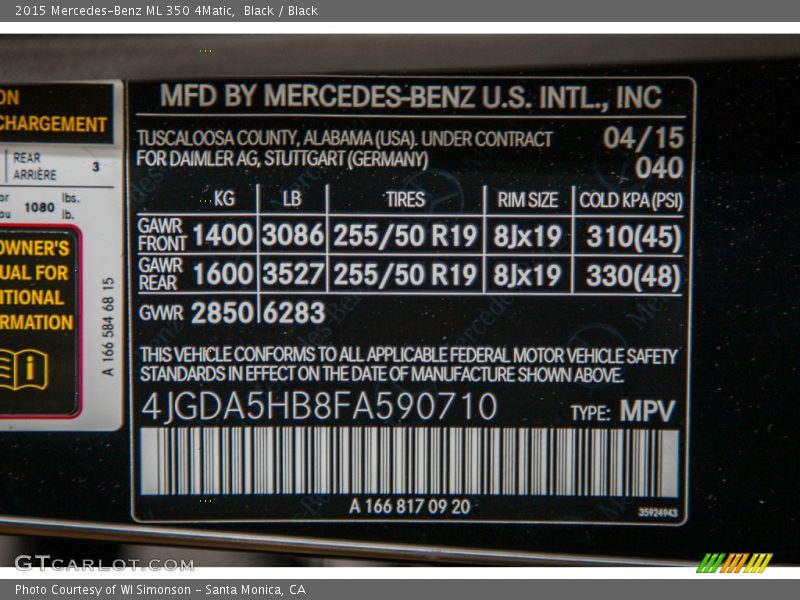 2015 Mercedes-Benz ML 350 4Matic,  Black / Black
ON
CHARGEMENT
REAR
ARRIÈRE
3
or
ou
1080
lbs.
lb.
OWNER'S
UAL FOR
ITIONAL
RMATION
A 166 584 68 15
MFD BY MERCEDES-BENZ U.S. INTL., INC
TUSCALOOSA COUNTY, ALABAMA (USA). UNDER CONTRACT 04/15
FOR DAIMLER AG, STUTTGART (GERMANY) 040
KG LB TIRES RIM SIZE COLD KPA (PSI)
GAWR
FRONT 1400 3086 255/50 R19 8Jx19 310(45)
GAWR
REAR 1600 3527 255/50 R19 8Jx19 330(48)
GVWR 2850 6283
THIS VEHICLE CONFORMS TO ALL APPLICABLE FEDERAL MOTOR VEHICLE SAFETY
STANDARDS IN EFFECT ON THE DATE OF MANUFACTURE SHOWN ABOVE.
4JGDA5HB8FA590710 TYPE: MPV
A 166 817 09 20
35924943
GTCARLOT.COM
Photo Courtesy of WI Simonson - Santa Monica, CA